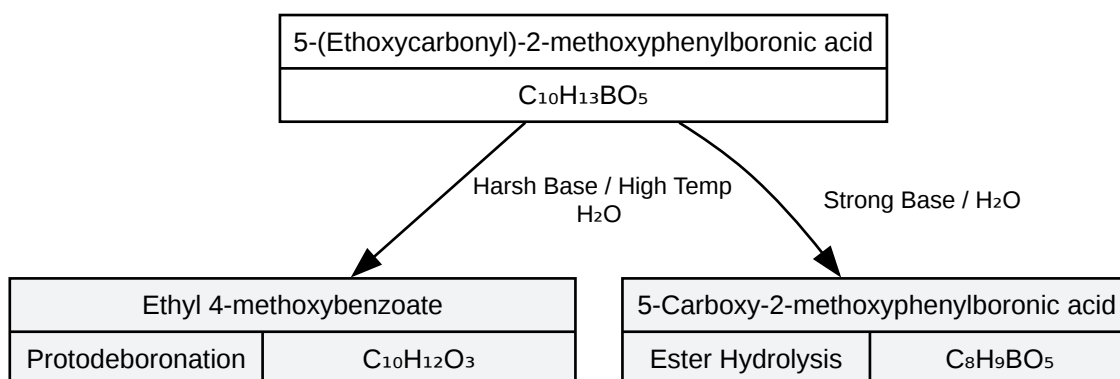 5-(Ethoxycarbonyl)-2-methoxyphenylboronic acid
C₁₀H₁₃BO₅
Harsh Base / High Temp
H₂O
Strong Base / H₂O
Ethyl 4-methoxybenzoate
Protodeboronation
C₁₀H₁₂O₃
5-Carboxy-2-methoxyphenylboronic acid
Ester Hydrolysis
C₈H₉BO₅